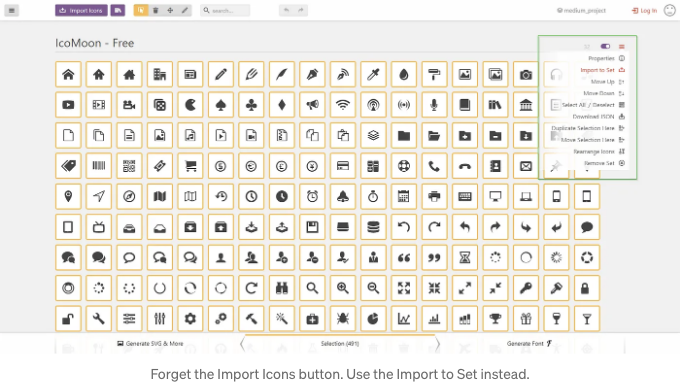 Import Icons
search...
medium_project
Log In
IcoMoon - Free
Properties
Import to Set
Move Up
Move Down
Select All / Deselect
Download JSON
Duplicate Selection Here
Move Selection Here
Rearrange Icons
Remove Set
Generate SVG & More
Selection (491)
Generate Font
Forget the Import Icons button. Use the Import to Set instead.